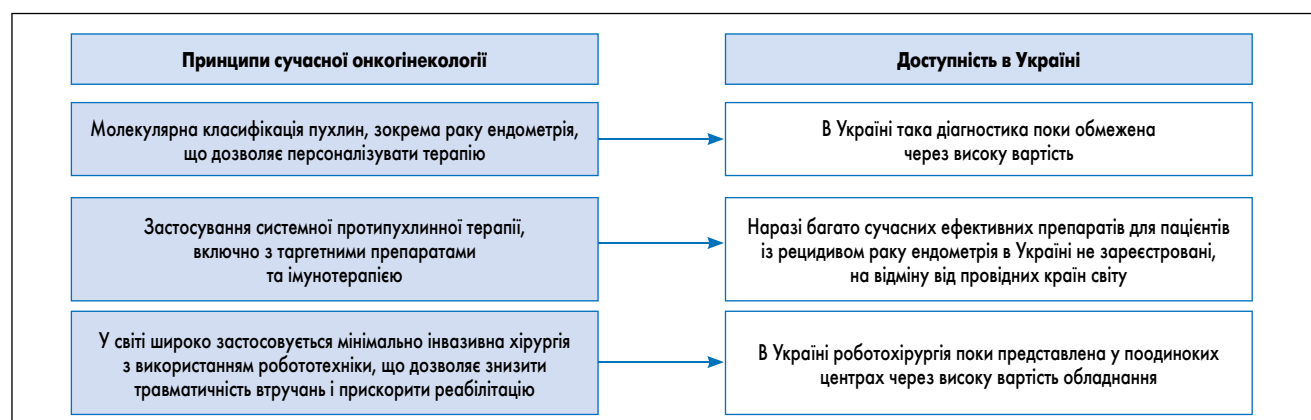 Принципи сучасної онкогінекології
Доступність в Україні
Молекулярна класифікація пухлин, зокрема раку ендометрія,
що дозволяє персоналізувати терапію
В Україні така діагностика поки обмежена
через високу вартість
Застосування системної протипухлинної терапії,
включно з таргетними препаратами
та імунотерапією
Наразі багато сучасних ефективних препаратів для пацієнтів
із рецидивом раку ендометрія в Україні не зареєстровані,
на відміну від провідних країн світу
У світі широко застосовується мінімально інвазивна хірургія
з використанням робототехніки, що дозволяє знизити
травматичність втручань і прискорити реабілітацію
В Україні роботохірургія поки представлена у поодиноких
центрах через високу вартість обладнання